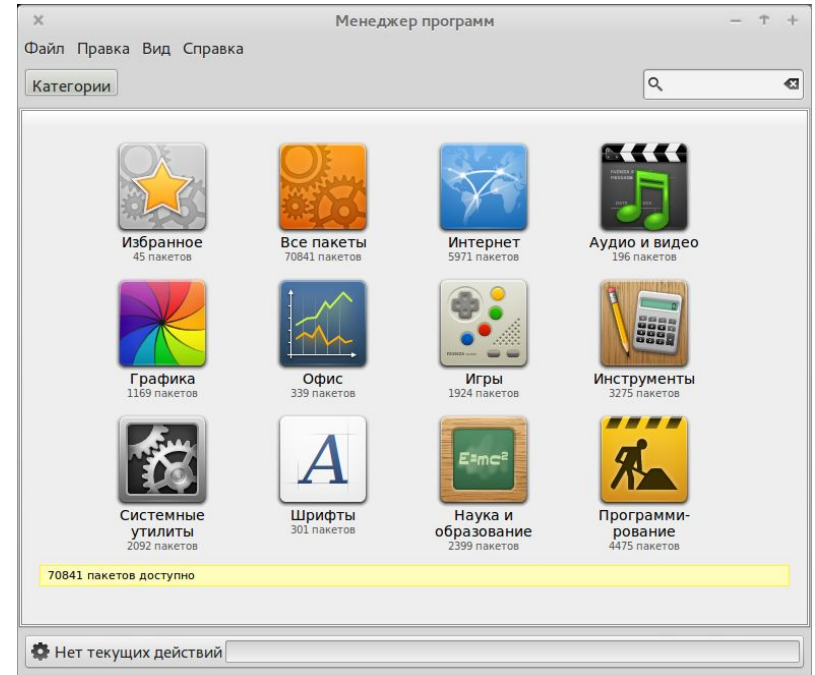 Менеджер программ
Файл Правка Вид Справка
Категории
Избранное
45 пакетов
Все пакеты
70841 пакетов
Интернет
5971 пакетов
Аудио и видео
196 пакетов
Графика
1169 пакетов
Офис
339 пакетов
Игры
1924 пакетов
Инструменты
3275 пакетов
Системные
утилиты
2092 пакетов
Шрифты
301 пакетов
E=mc²
Наука и
образование
2399 пакетов
Программи-
рование
4475 пакетов
70841 пакетов доступно
Нет текущих действий